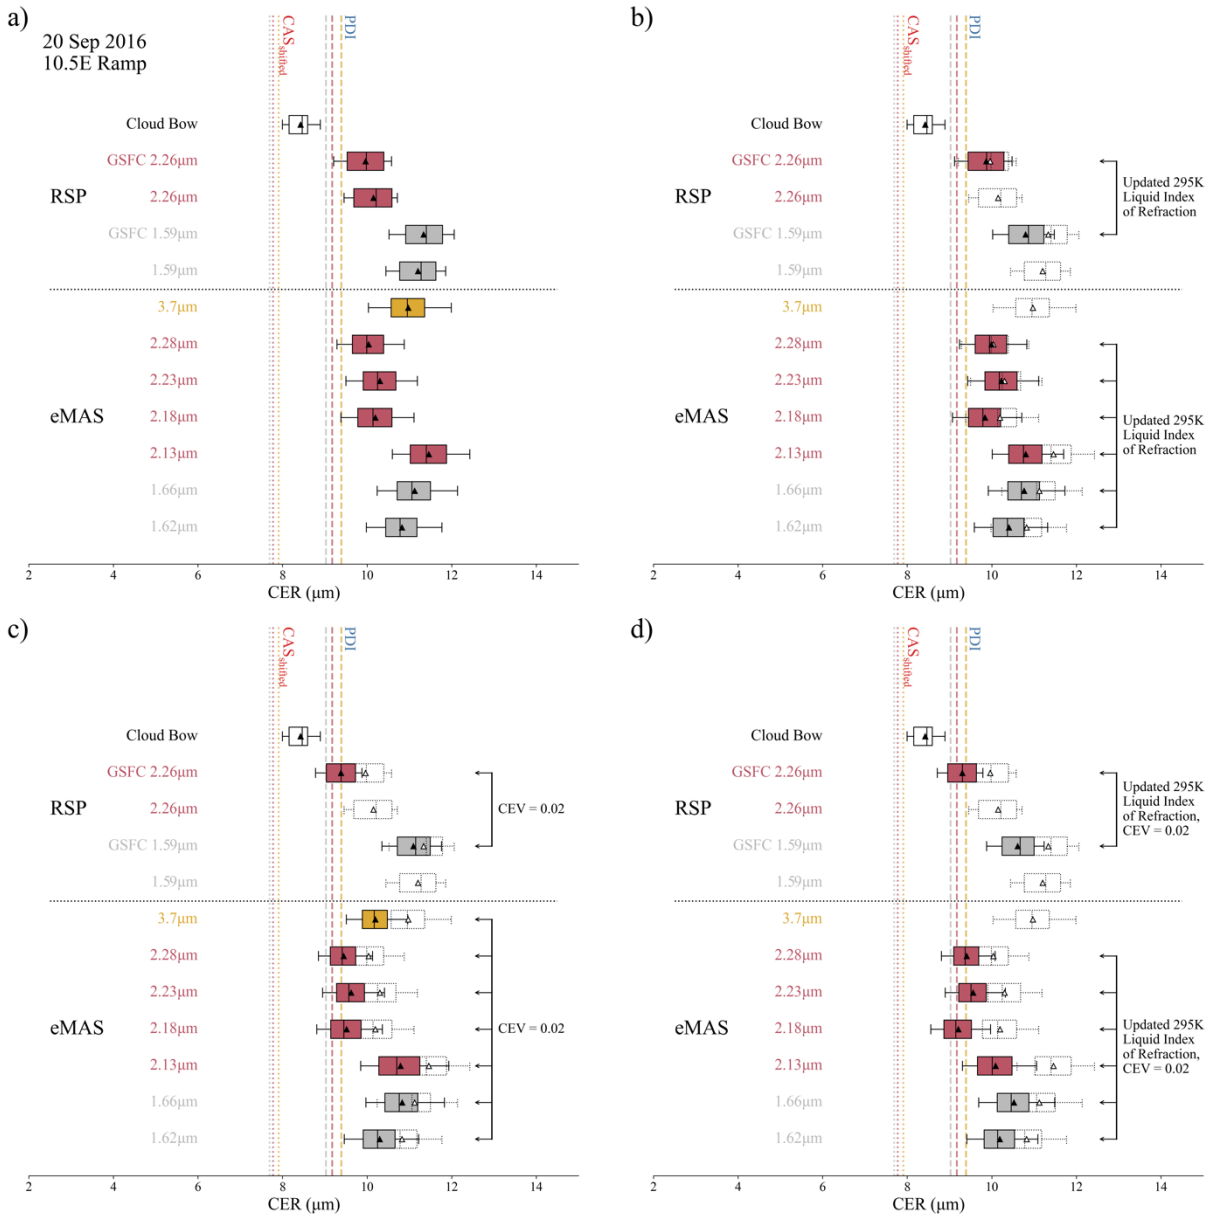 a)
20 Sep 2016
10.5E Ramp
CAS shifted
PDI
Cloud Bow
GSFC 2.26μm
RSP
2.26μm
GSFC 1.59μm
1.59μm
3.7μm
2.28μm
2.23μm
eMAS
2.18μm
2.13μm
1.66μm
1.62μm
2 4 6 8 10 12 14
CER (μm)
b)
CAS shifted
PDI
Cloud Bow
GSFC 2.26μm
RSP
2.26μm
GSFC 1.59μm
1.59μm
Updated 295K
Liquid Index
of Refraction
3.7μm
2.28μm
2.23μm
eMAS
2.18μm
2.13μm
1.66μm
1.62μm
Updated 295K
Liquid Index
of Refraction
2 4 6 8 10 12 14
CER (μm)
c)
CAS shifted
PDI
Cloud Bow
GSFC 2.26μm
RSP
2.26μm
GSFC 1.59μm
1.59μm
CEV = 0.02
3.7μm
2.28μm
2.23μm
eMAS
2.18μm
2.13μm
1.66μm
1.62μm
CEV = 0.02
2 4 6 8 10 12 14
CER (μm)
d)
CAS shifted
PDI
Cloud Bow
GSFC 2.26μm
RSP
2.26μm
GSFC 1.59μm
1.59μm
Updated 295K
Liquid Index
of Refraction,
CEV = 0.02
3.7μm
2.28μm
2.23μm
eMAS
2.18μm
2.13μm
1.66μm
1.62μm
Updated 295K
Liquid Index
of Refraction,
CEV = 0.02
2 4 6 8 10 12 14
CER (μm)